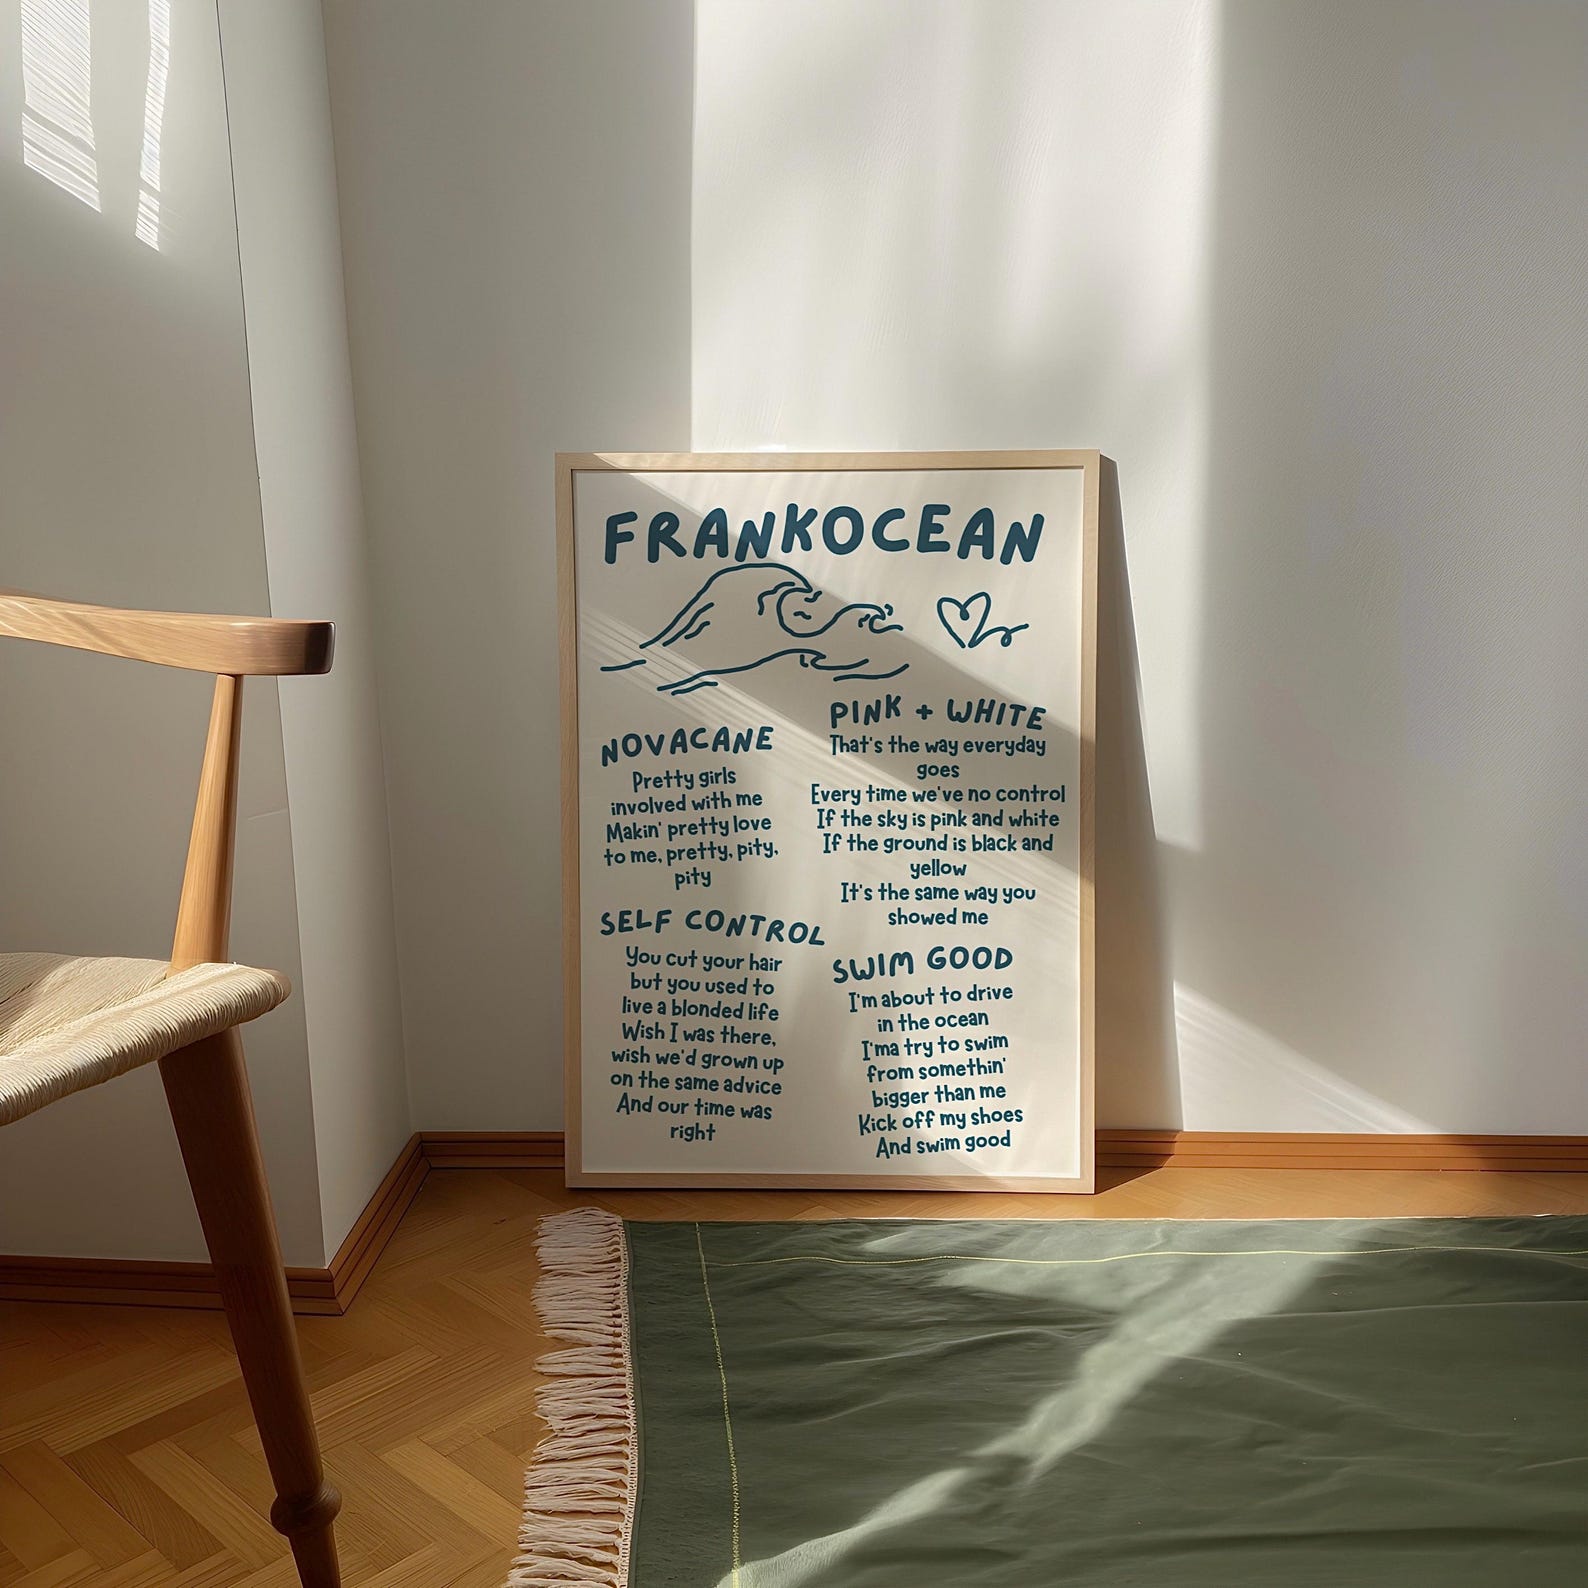 FRANKOCEAN
NOVACANE
Pretty girls
involved with me
Makin' pretty love
to me, pretty, pity,
pity
SELF CONTROL
You cut your hair
but you used to
live a blonded life
Wish I was there,
wish we'd grown up
on the same advice
And our time was
right
PINK + WHITE
That's the way everyday
goes
Every time we've no control
If the sky is pink and white
If the ground is black and
yellow
It's the same way you
showed me
SWIM GOOD
I'm about to drive
in the ocean
I'ma try to swim
from somethin'
bigger than me
Kick off my shoes
And swim good